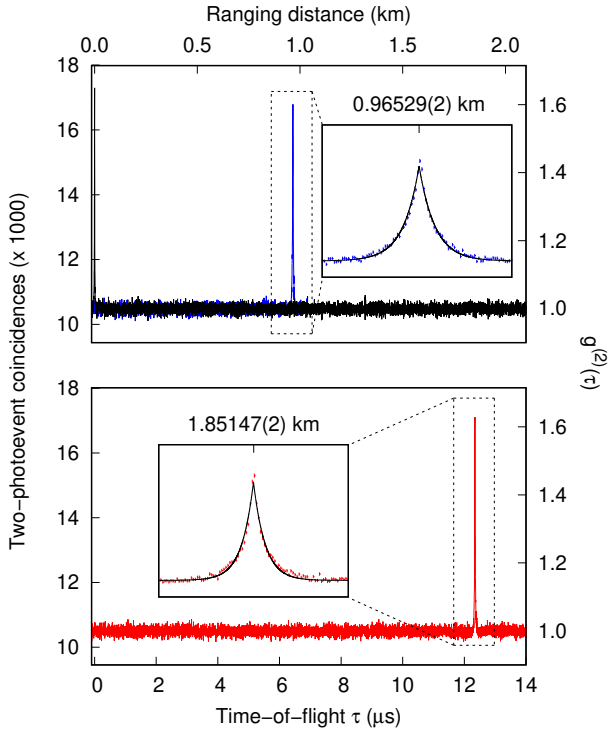 Ranging distance (km)
0.0 0.5 1.0 1.5 2.0
18
16
14
12
10
1.6
1.4
1.2
1.0
0.96529(2) km
Two−photoevent coincidences (x 1000)
g(2)(τ)
18
16
14
12
10
1.6
1.4
1.2
1.0
1.85147(2) km
0 2 4 6 8 10 12 14
Time−of−flight τ (μs)